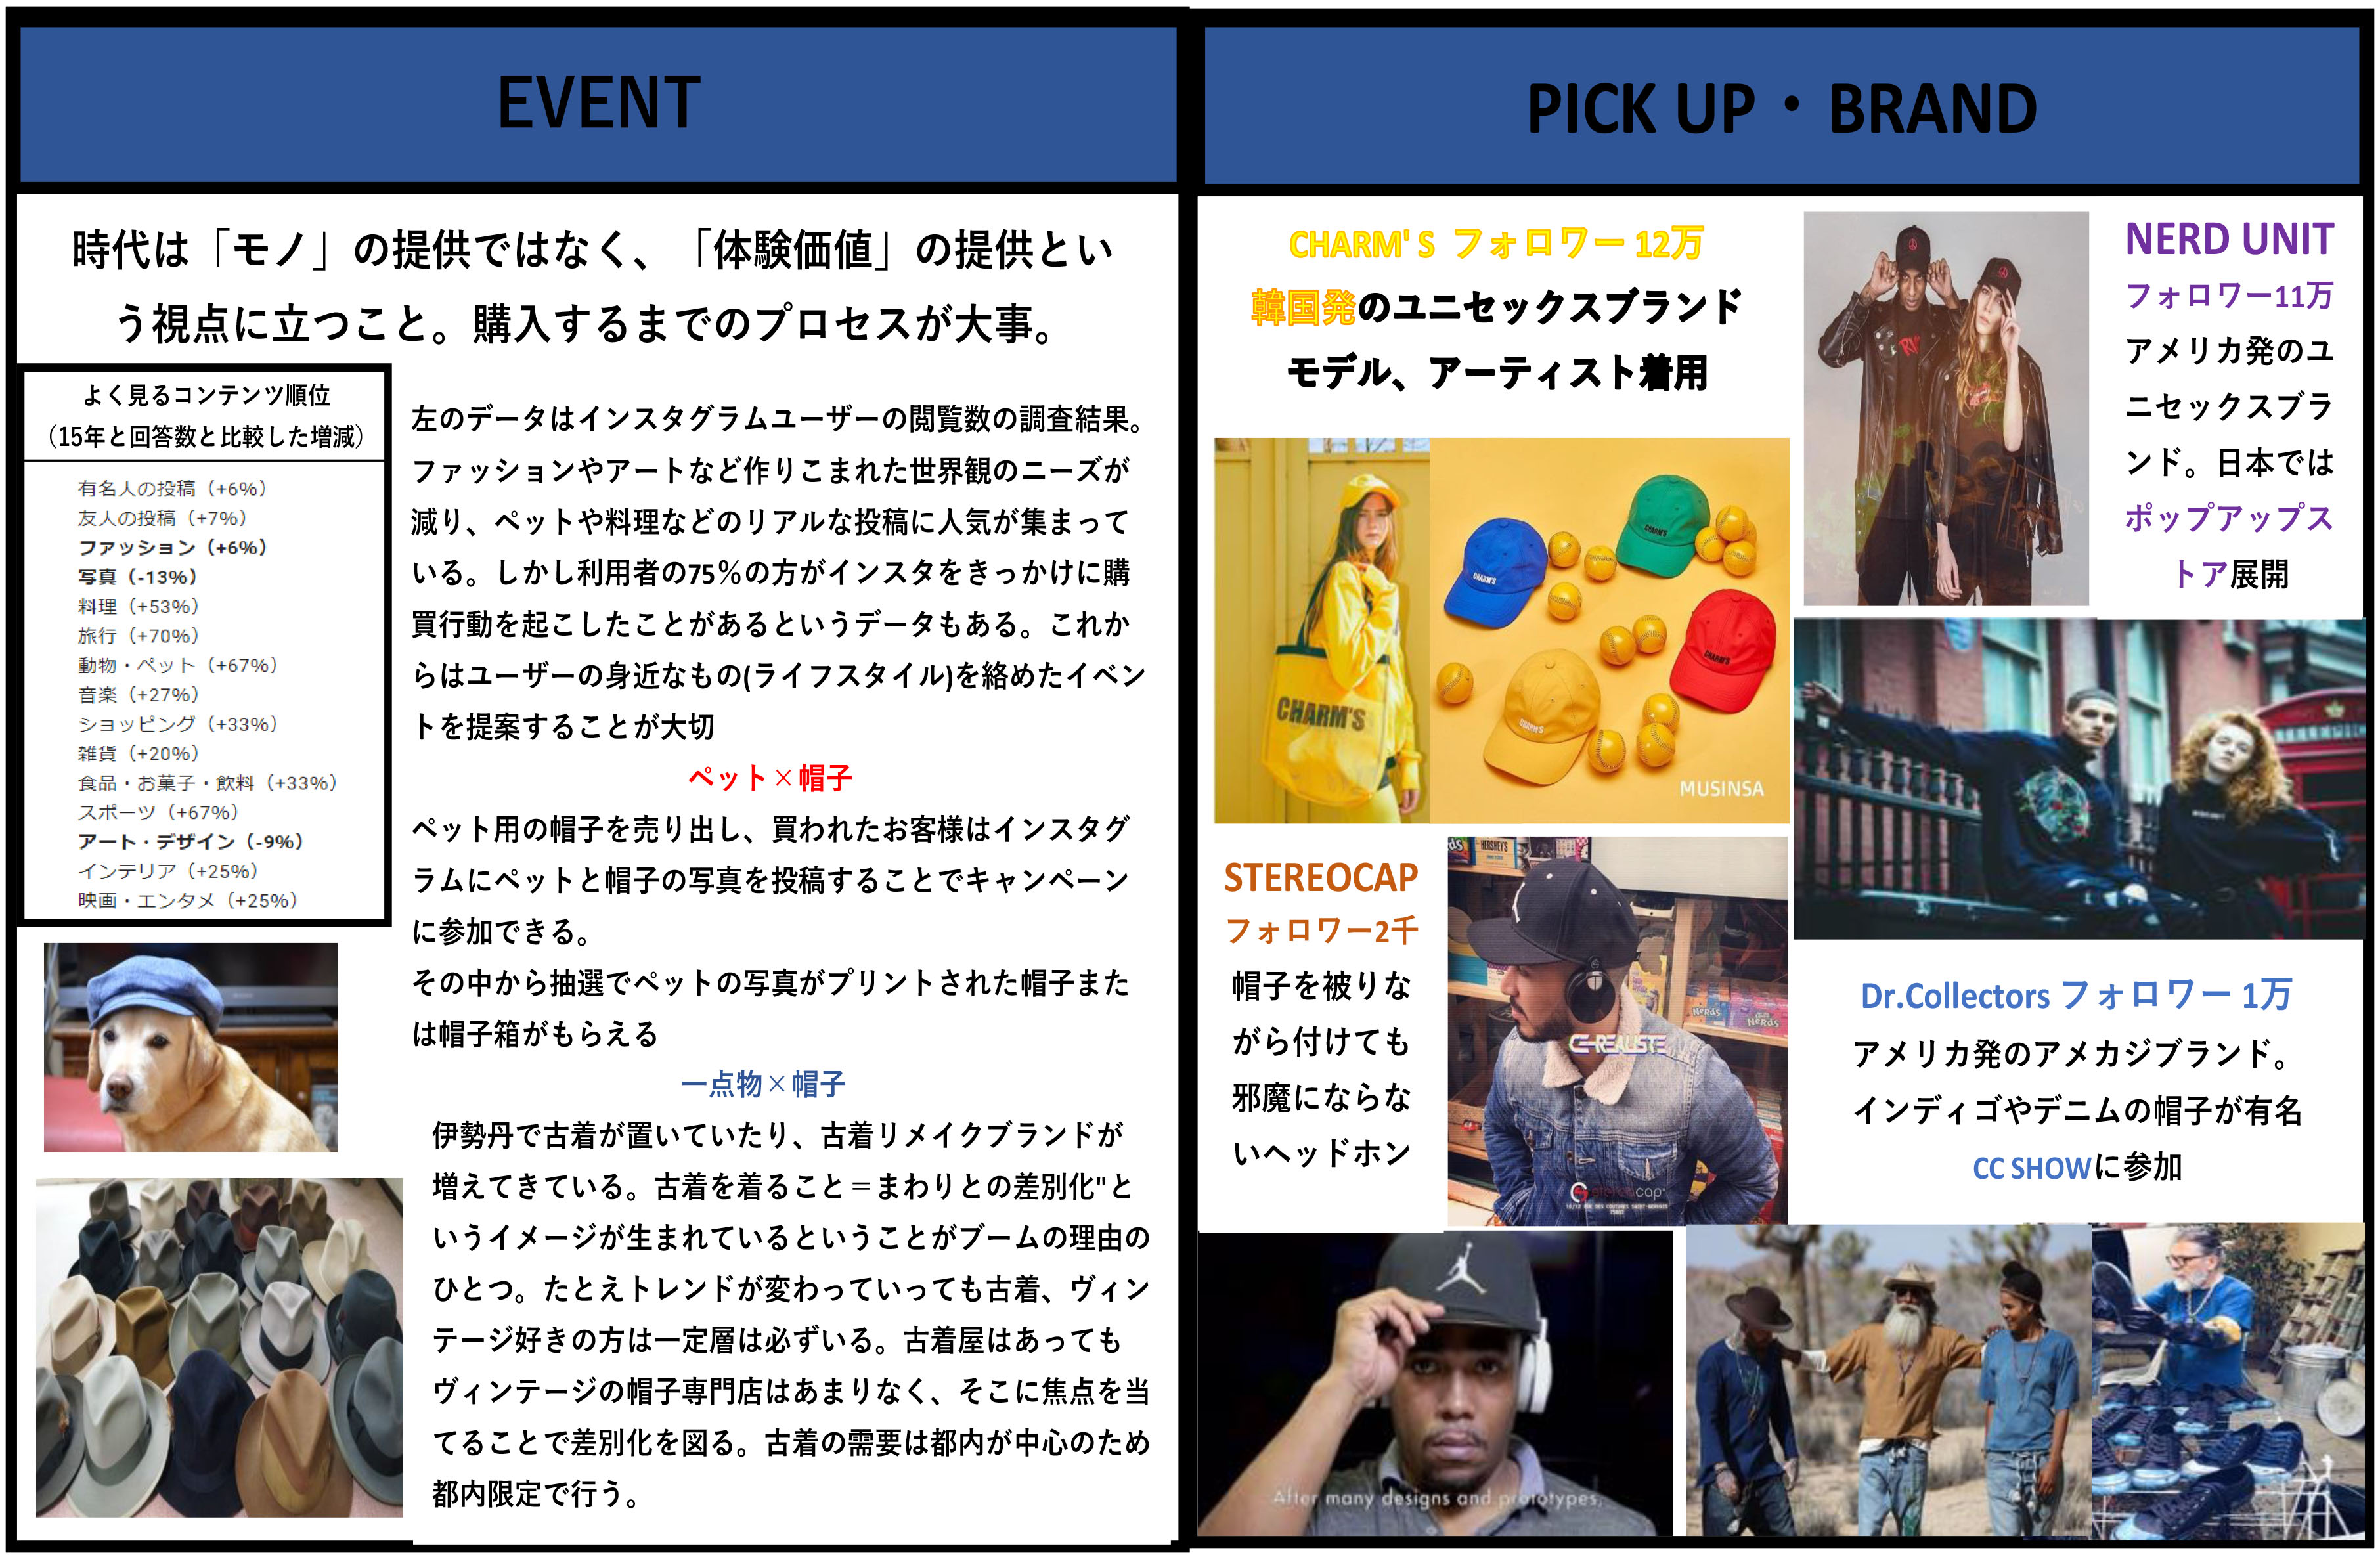 EVENT
時代は「モノ」の提供ではなく、「体験価値」の提供とい
う視点に立つこと。購入するまでのプロセスが大事。
よく見るコンテンツ順位
（15年と回答数と比較した増減）
有名人の投稿（+6%）
友人の投稿（+7%）
ファッション（+6%）
写真（-13%）
料理（+53%）
旅行（+70%）
動物・ペット（+67%）
音楽（+27%）
ショッピング（+33%）
雑貨（+20%）
食品・お菓子・飲料（+33%）
スポーツ（+67%）
アート・デザイン（-9%）
インテリア（+25%）
映画・エンタメ（+25%）
左のデータはインスタグラムユーザーの閲覧数の調査結果。
ファッションやアートなど作りこまれた世界観のニーズが
減り、ペットや料理などのリアルな投稿に人気が集まって
いる。しかし利用者の75％の方がインスタをきっかけに購
買行動を起こしたことがあるというデータもある。これか
らはユーザーの身近なもの(ライフスタイル)を絡めたイベン
トを提案することが大切
ペット×帽子
ペット用の帽子を売り出し、買われたお客様はインスタグ
ラムにペットと帽子の写真を投稿することでキャンペーン
に参加できる。
その中から抽選でペットの写真がプリントされた帽子また
は帽子箱がもらえる
一点物×帽子
伊勢丹で古着が置いていたり、古着リメイクブランドが
増えてきている。古着を着ること＝まわりとの差別化"と
いうイメージが生まれているということがブームの理由の
ひとつ。たとえトレンドが変わっていっても古着、ヴィン
テージ好きの方は一定層は必ずいる。古着屋はあっても
ヴィンテージの帽子専門店はあまりなく、そこに焦点を当
てることで差別化を図る。古着の需要は都内が中心のため
都内限定で行う。
PICK UP・BRAND
CHARM' S フォロワー 12万
韓国発のユニセックスブランド
モデル、アーティスト着用
CHARM'S
CHARM'S
CHARM'S
CHARM'S
CHARM'S
MUSINSA
NERD UNIT
フォロワー11万
アメリカ発のユ
ニセックスブラ
ンド。日本では
ポップアップス
トア展開
STEREOCAP
フォロワー2千
帽子を被りな
がら付けても
邪魔にならな
いヘッドホン
HERSHEY'S
NeRds
NeRds
CE-REALISTE
stereocap
Dr.Collectors フォロワー 1万
アメリカ発のアメカジブランド。
インディゴやデニムの帽子が有名
CC SHOWに参加
After many designs and prototypes,